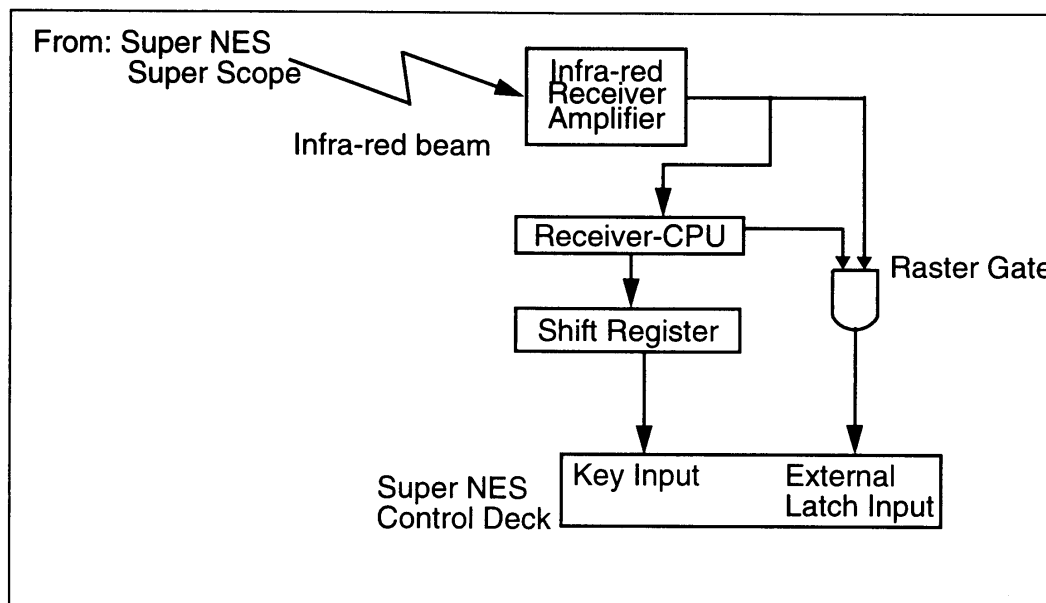 From: Super NES
Super Scope
Infra-red beam
Infra-red
Receiver
Amplifier
Receiver-CPU
Raster Gate
Shift Register
Super NES
Control Deck
Key Input
External
Latch Input